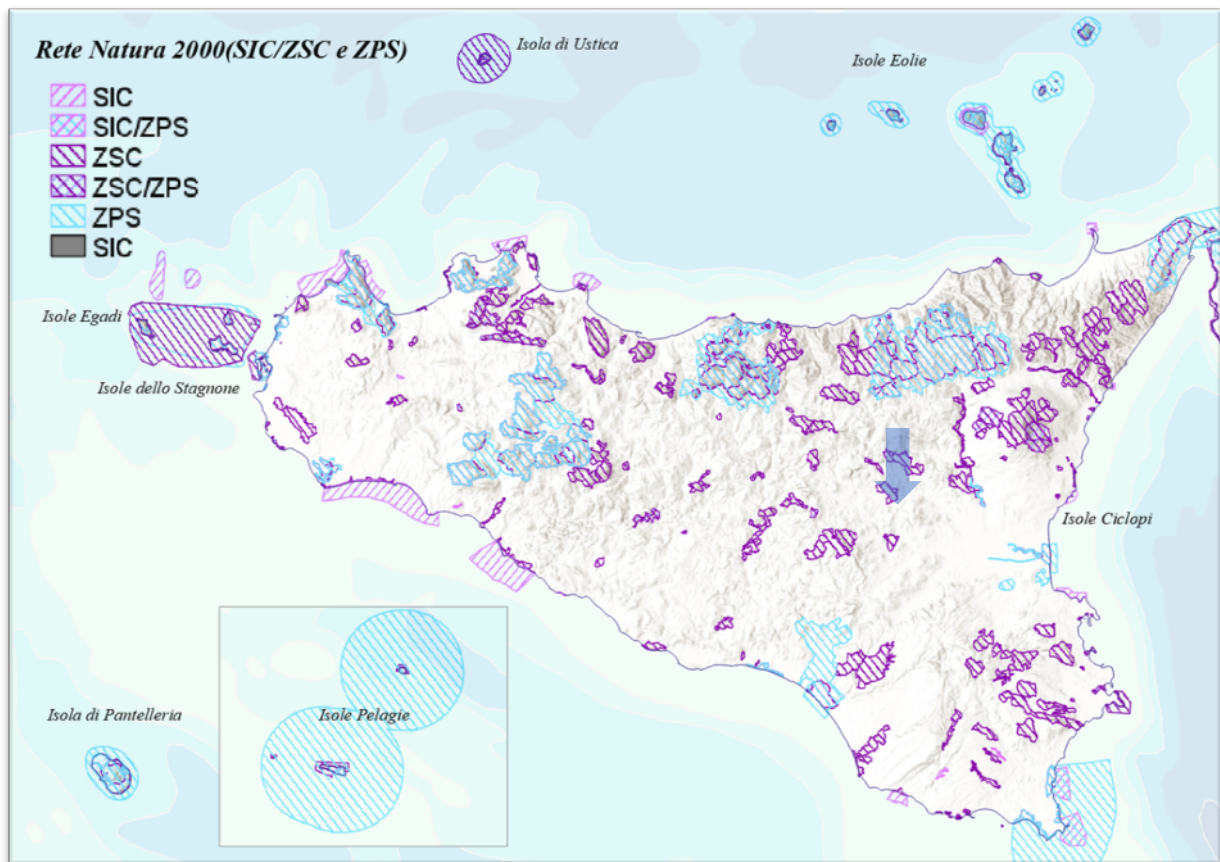 Rete Natura 2000(SIC/ZSC e ZPS)
SIC
SIC/ZPS
ZSC
ZSC/ZPS
ZPS
SIC
Isola di Ustica
Isole Eolie
Isole Egadi
Isole dello Stagnone
Isole Ciclopi
Isola di Pantelleria
Isole Pelagie